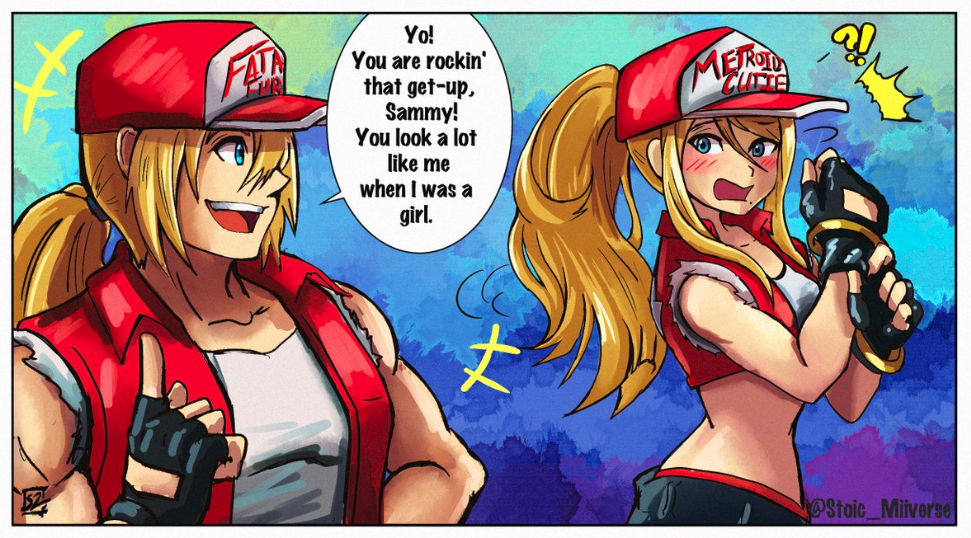 FATA
FUR
Yo!
You are rockin'
that get-up,
Sammy!
You look a lot
like me
when I was a
girl.
METROID
CUTIE
?!
@Stoic_Miiverse